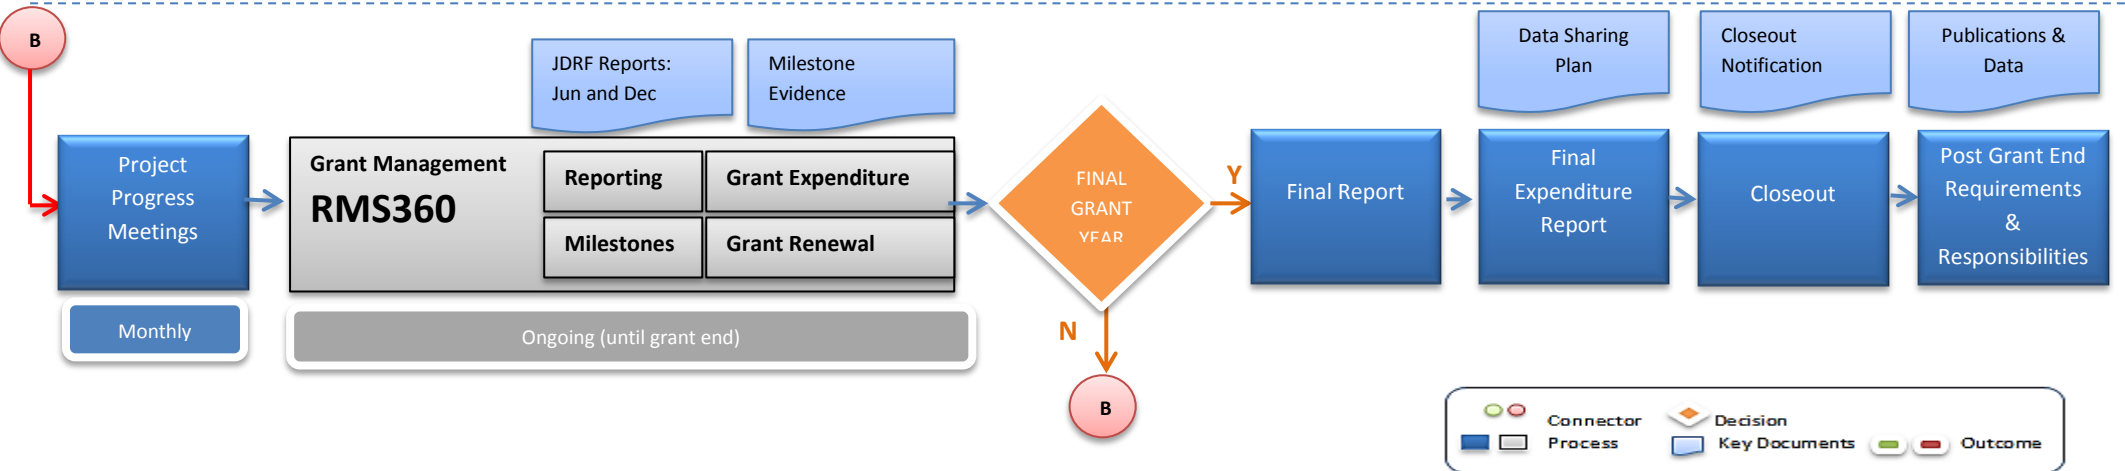 B
JDRF Reports:
Jun and Dec
Milestone
Evidence
Data Sharing
Plan
Closeout
Notification
Publications &
Data
Project
Progress
Meetings
Grant Management
RMS360
Reporting
Grant Expenditure
Milestones
Grant Renewal
FINAL
GRANT
YEAR
Y
Final Report
Final
Expenditure
Report
Closeout
Post Grant End
Requirements
&
Responsibilities
Monthly
Ongoing (until grant end)
N
B
Connector
Decision
Process
Key Documents
Outcome